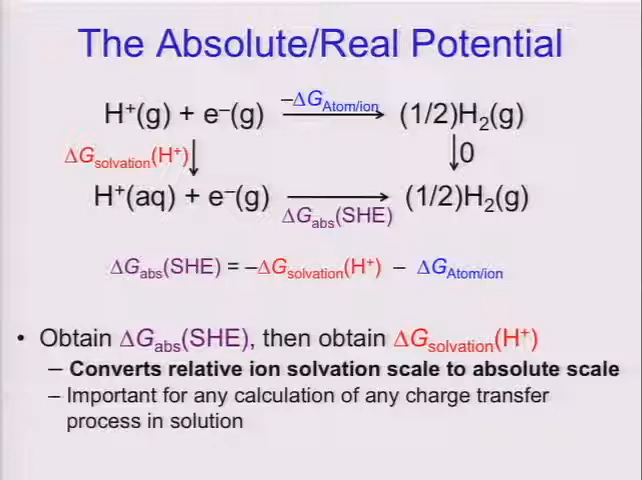 The Absolute/Real Potential
–ΔG_Atom/ion
H⁺(g) + e⁻(g) → (1/2)H₂(g)
ΔG_solvation(H⁺) ↓ ↓ 0
H⁺(aq) + e⁻(g) → (1/2)H₂(g)
ΔG_abs(SHE)
ΔG_abs(SHE) = –ΔG_solvation(H⁺) – ΔG_Atom/ion
• Obtain ΔG_abs(SHE), then obtain ΔG_solvation(H⁺)
– Converts relative ion solvation scale to absolute scale
– Important for any calculation of any charge transfer
process in solution